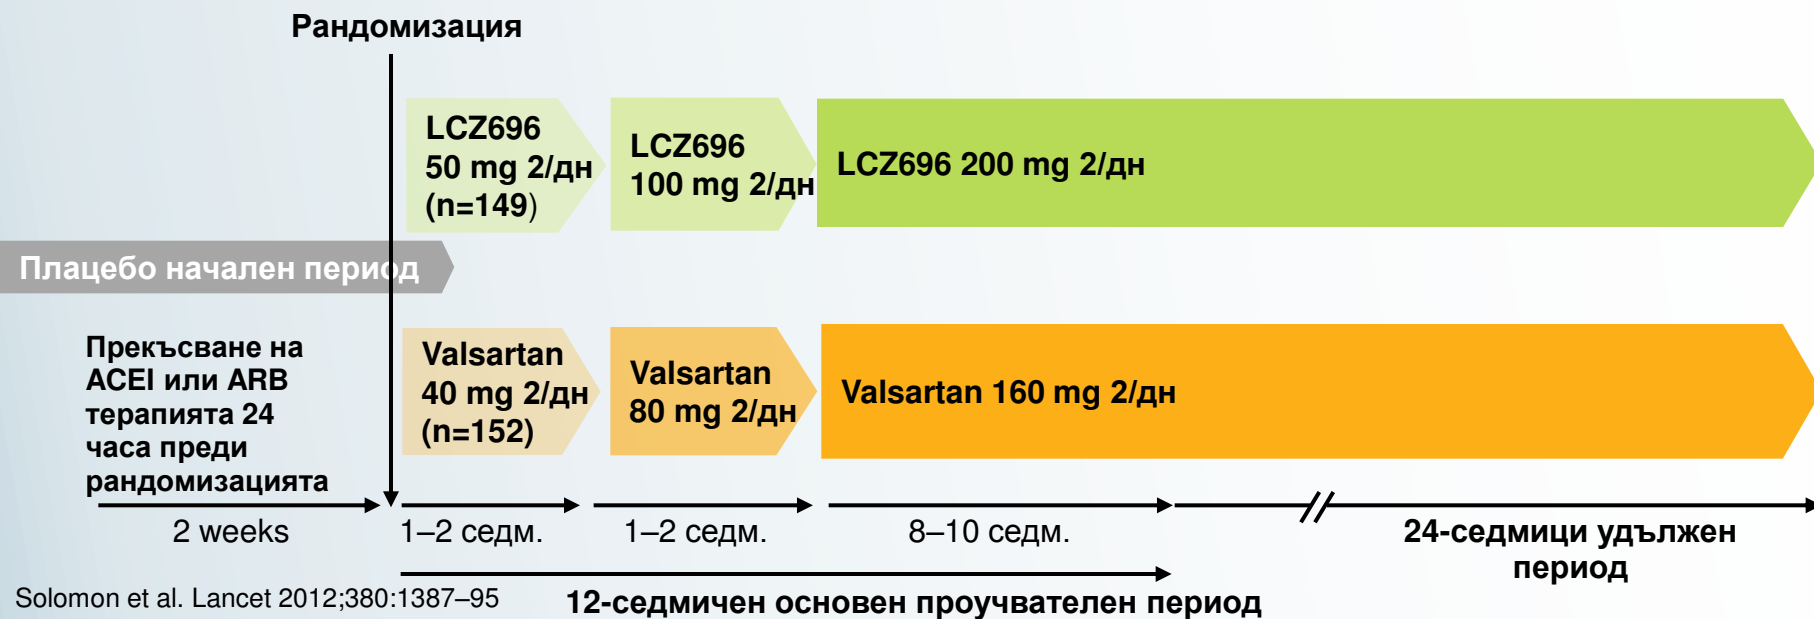 Рандомизация
LCZ696
50 mg 2/дн
(n=149)
LCZ696
100 mg 2/дн
LCZ696 200 mg 2/дн
Плацебо начален период
Прекъсване на
ACEI или ARB
терапията 24
часа преди
рандомизацията
Valsartan
40 mg 2/дн
(n=152)
Valsartan
80 mg 2/дн
Valsartan 160 mg 2/дн
2 weeks
1–2 седм.
1–2 седм.
8–10 седм.
24-седмици удължен
период
12-седмичен основен проучвателен период
Solomon et al. Lancet 2012;380:1387–95